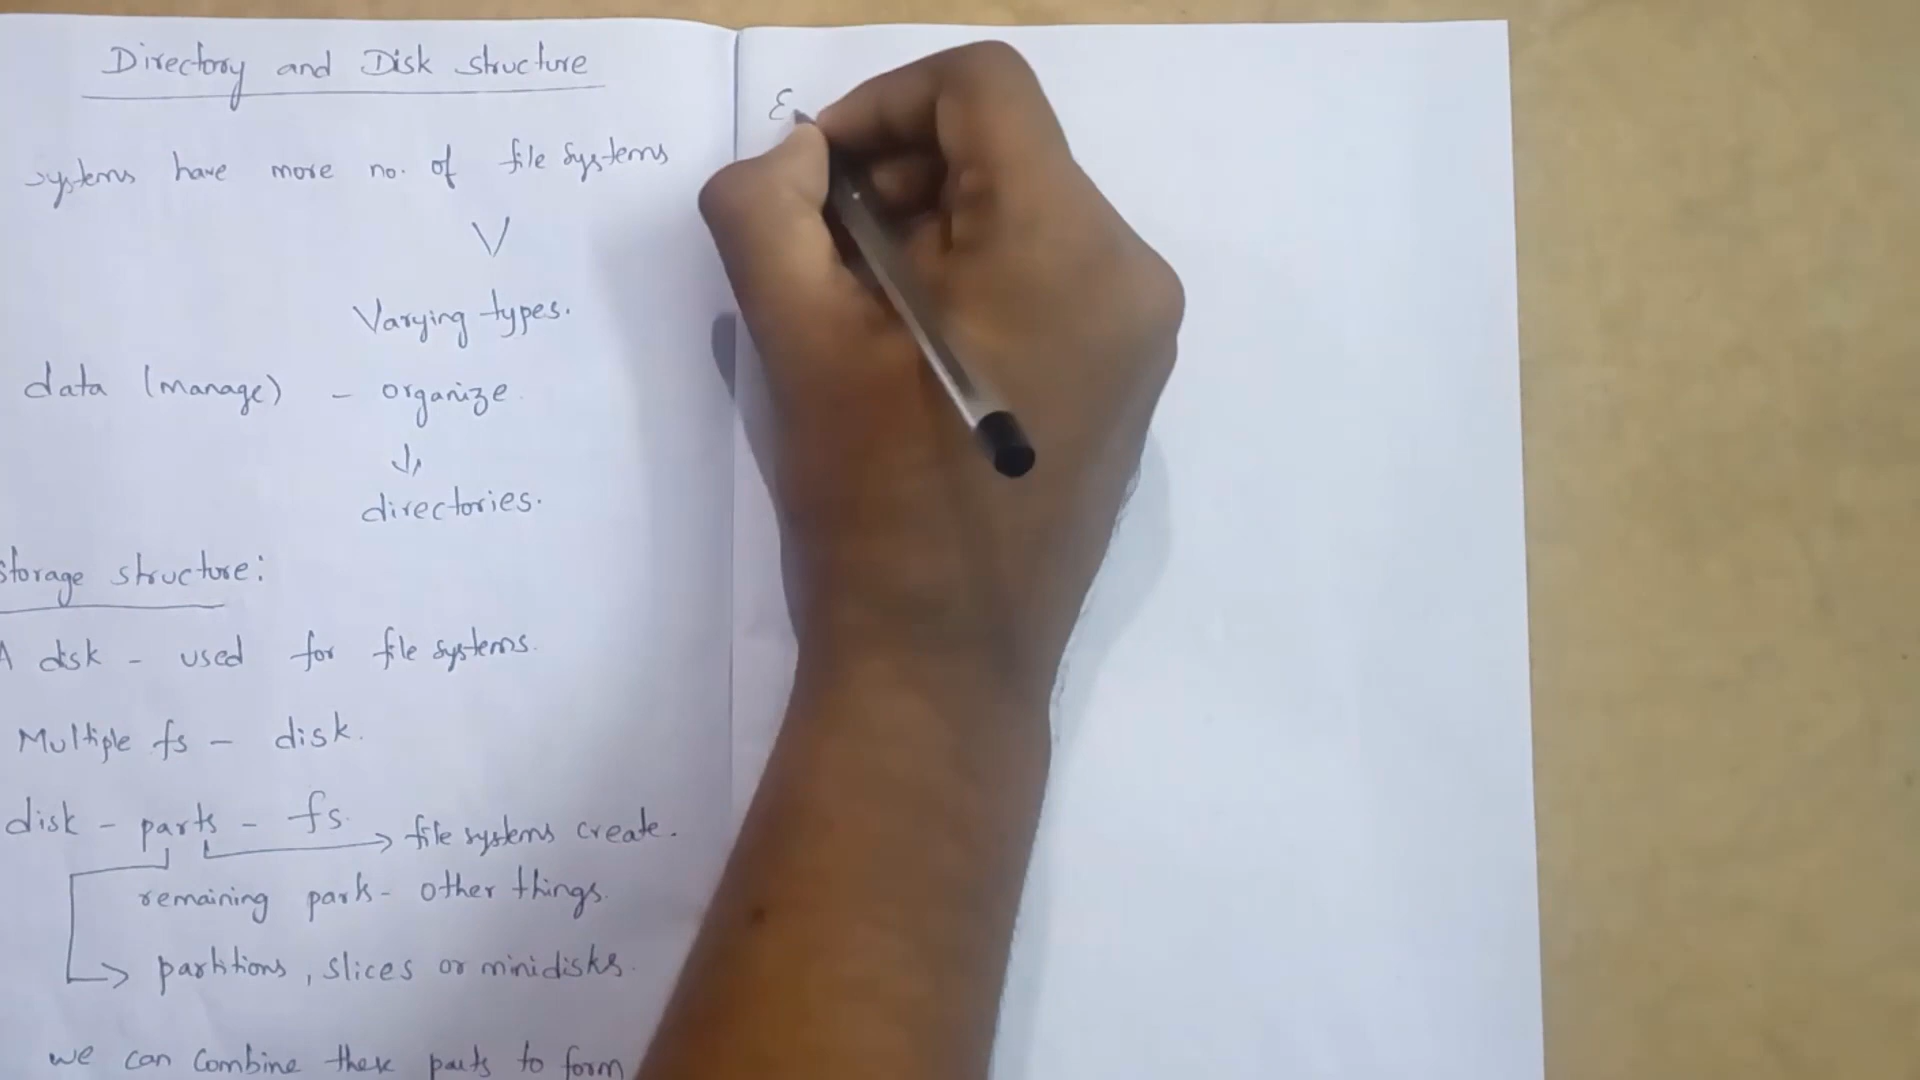 Directory and Disk structure
systems have more no. of file systems
Varying types.
data (manage) - organize.
directories.
Storage structure:
A disk - used for file systems.
Multiple fs - disk.
disk - parts - fs.
file systems create.
remaining parts - other things.
partitions, slices or minidisks.
we can combine these parts to form
E